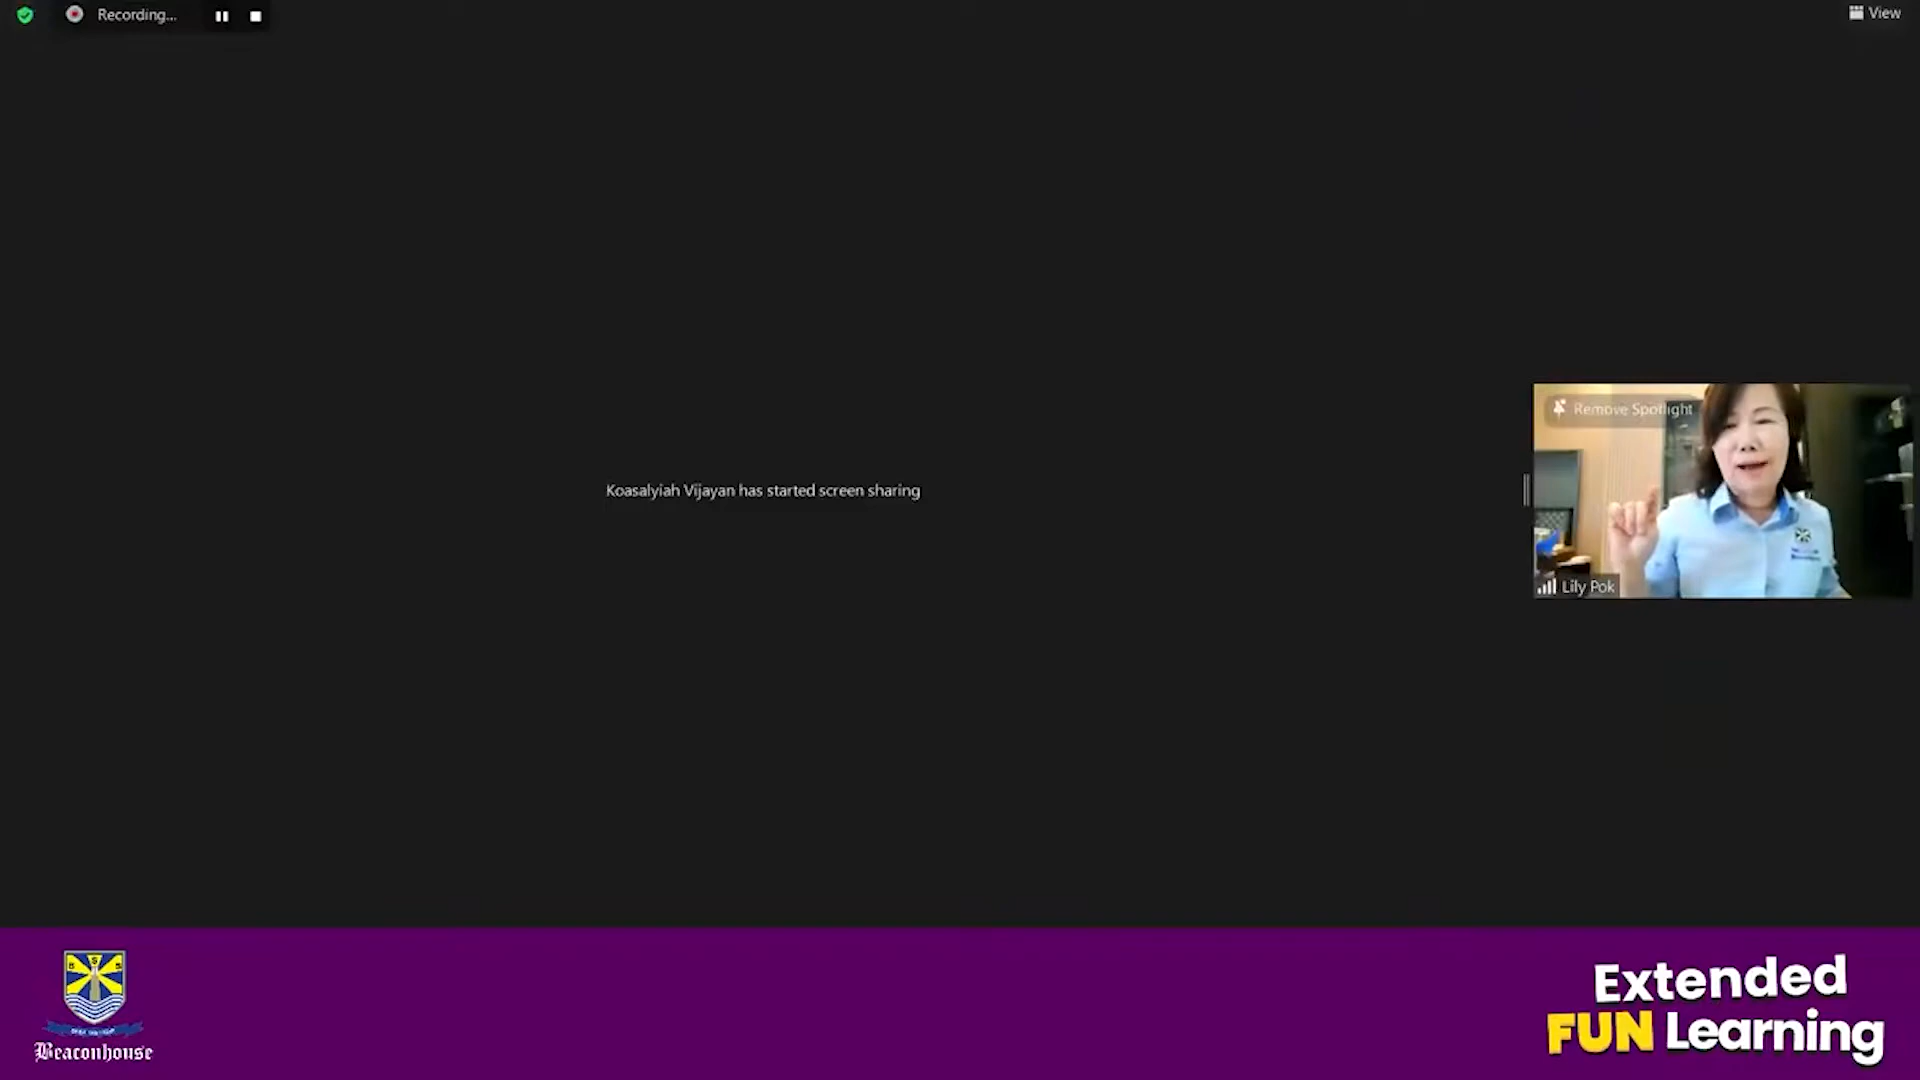 Recording...
View
Remove Spotlight
Koasalyiah Vijayan has started screen sharing
Lily Pok
B S S
Beaconhouse
Extended
FUN Learning